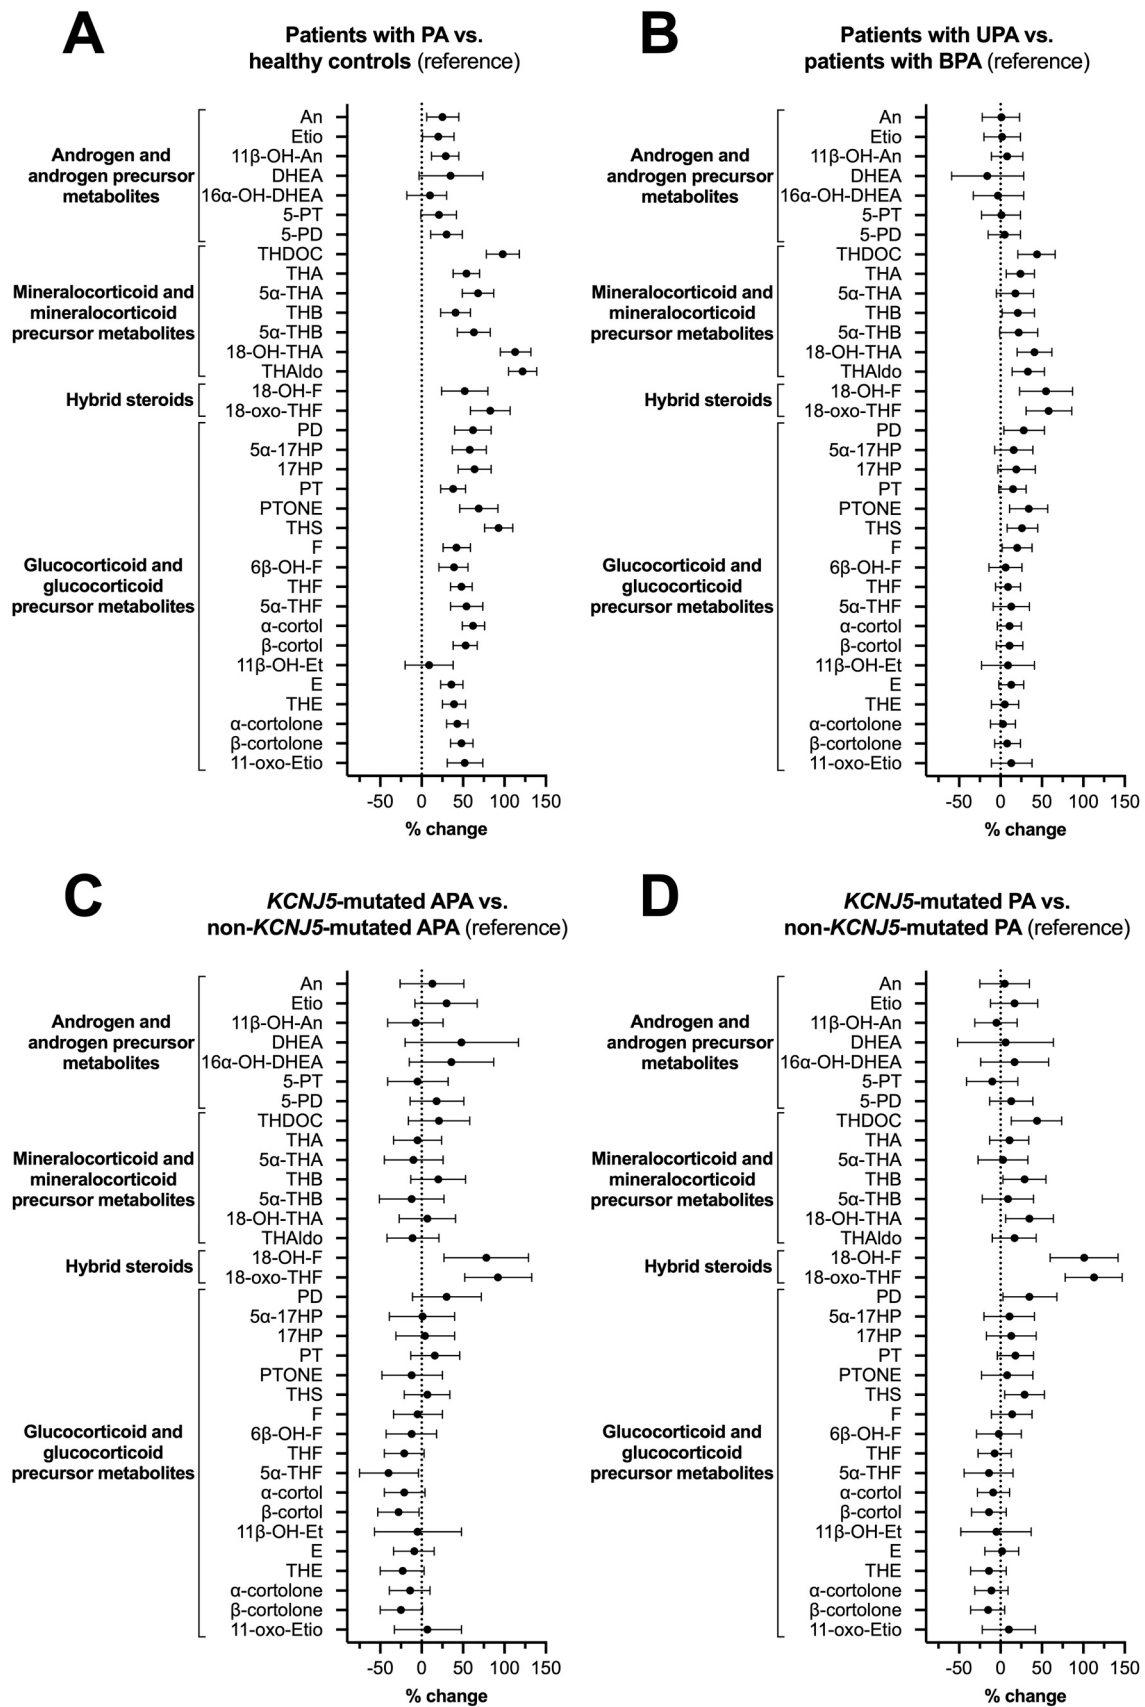 A
Patients with PA vs.
healthy controls (reference)
An
Etio
11β-OH-An
DHEA
16α-OH-DHEA
5-PT
5-PD
THDOC
THA
5α-THA
THB
5α-THB
18-OH-THA
THAldo
18-OH-F
18-oxo-THF
PD
5α-17HP
17HP
PT
PTONE
THS
F
6β-OH-F
THF
5α-THF
α-cortol
β-cortol
11β-OH-Et
E
THE
α-cortolone
β-cortolone
11-oxo-Etio
Androgen and
androgen precursor
metabolites
Mineralocorticoid and
mineralocorticoid
precursor metabolites
Hybrid steroids
Glucocorticoid and
glucocorticoid
precursor metabolites
-50 0 50 100 150
% change
B
Patients with UPA vs.
patients with BPA (reference)
An
Etio
11β-OH-An
DHEA
16α-OH-DHEA
5-PT
5-PD
THDOC
THA
5α-THA
THB
5α-THB
18-OH-THA
THAldo
18-OH-F
18-oxo-THF
PD
5α-17HP
17HP
PT
PTONE
THS
F
6β-OH-F
THF
5α-THF
α-cortol
β-cortol
11β-OH-Et
E
THE
α-cortolone
β-cortolone
11-oxo-Etio
Androgen and
androgen precursor
metabolites
Mineralocorticoid and
mineralocorticoid
precursor metabolites
Hybrid steroids
Glucocorticoid and
glucocorticoid
precursor metabolites
-50 0 50 100 150
% change
C
KCNJ5-mutated APA vs.
non-KCNJ5-mutated APA (reference)
An
Etio
11β-OH-An
DHEA
16α-OH-DHEA
5-PT
5-PD
THDOC
THA
5α-THA
THB
5α-THB
18-OH-THA
THAldo
18-OH-F
18-oxo-THF
PD
5α-17HP
17HP
PT
PTONE
THS
F
6β-OH-F
THF
5α-THF
α-cortol
β-cortol
11β-OH-Et
E
THE
α-cortolone
β-cortolone
11-oxo-Etio
Androgen and
androgen precursor
metabolites
Mineralocorticoid and
mineralocorticoid
precursor metabolites
Hybrid steroids
Glucocorticoid and
glucocorticoid
precursor metabolites
-50 0 50 100 150
% change
D
KCNJ5-mutated PA vs.
non-KCNJ5-mutated PA (reference)
An
Etio
11β-OH-An
DHEA
16α-OH-DHEA
5-PT
5-PD
THDOC
THA
5α-THA
THB
5α-THB
18-OH-THA
THAldo
18-OH-F
18-oxo-THF
PD
5α-17HP
17HP
PT
PTONE
THS
F
6β-OH-F
THF
5α-THF
α-cortol
β-cortol
11β-OH-Et
E
THE
α-cortolone
β-cortolone
11-oxo-Etio
Androgen and
androgen precursor
metabolites
Mineralocorticoid and
mineralocorticoid
precursor metabolites
Hybrid steroids
Glucocorticoid and
glucocorticoid
precursor metabolites
-50 0 50 100 150
% change